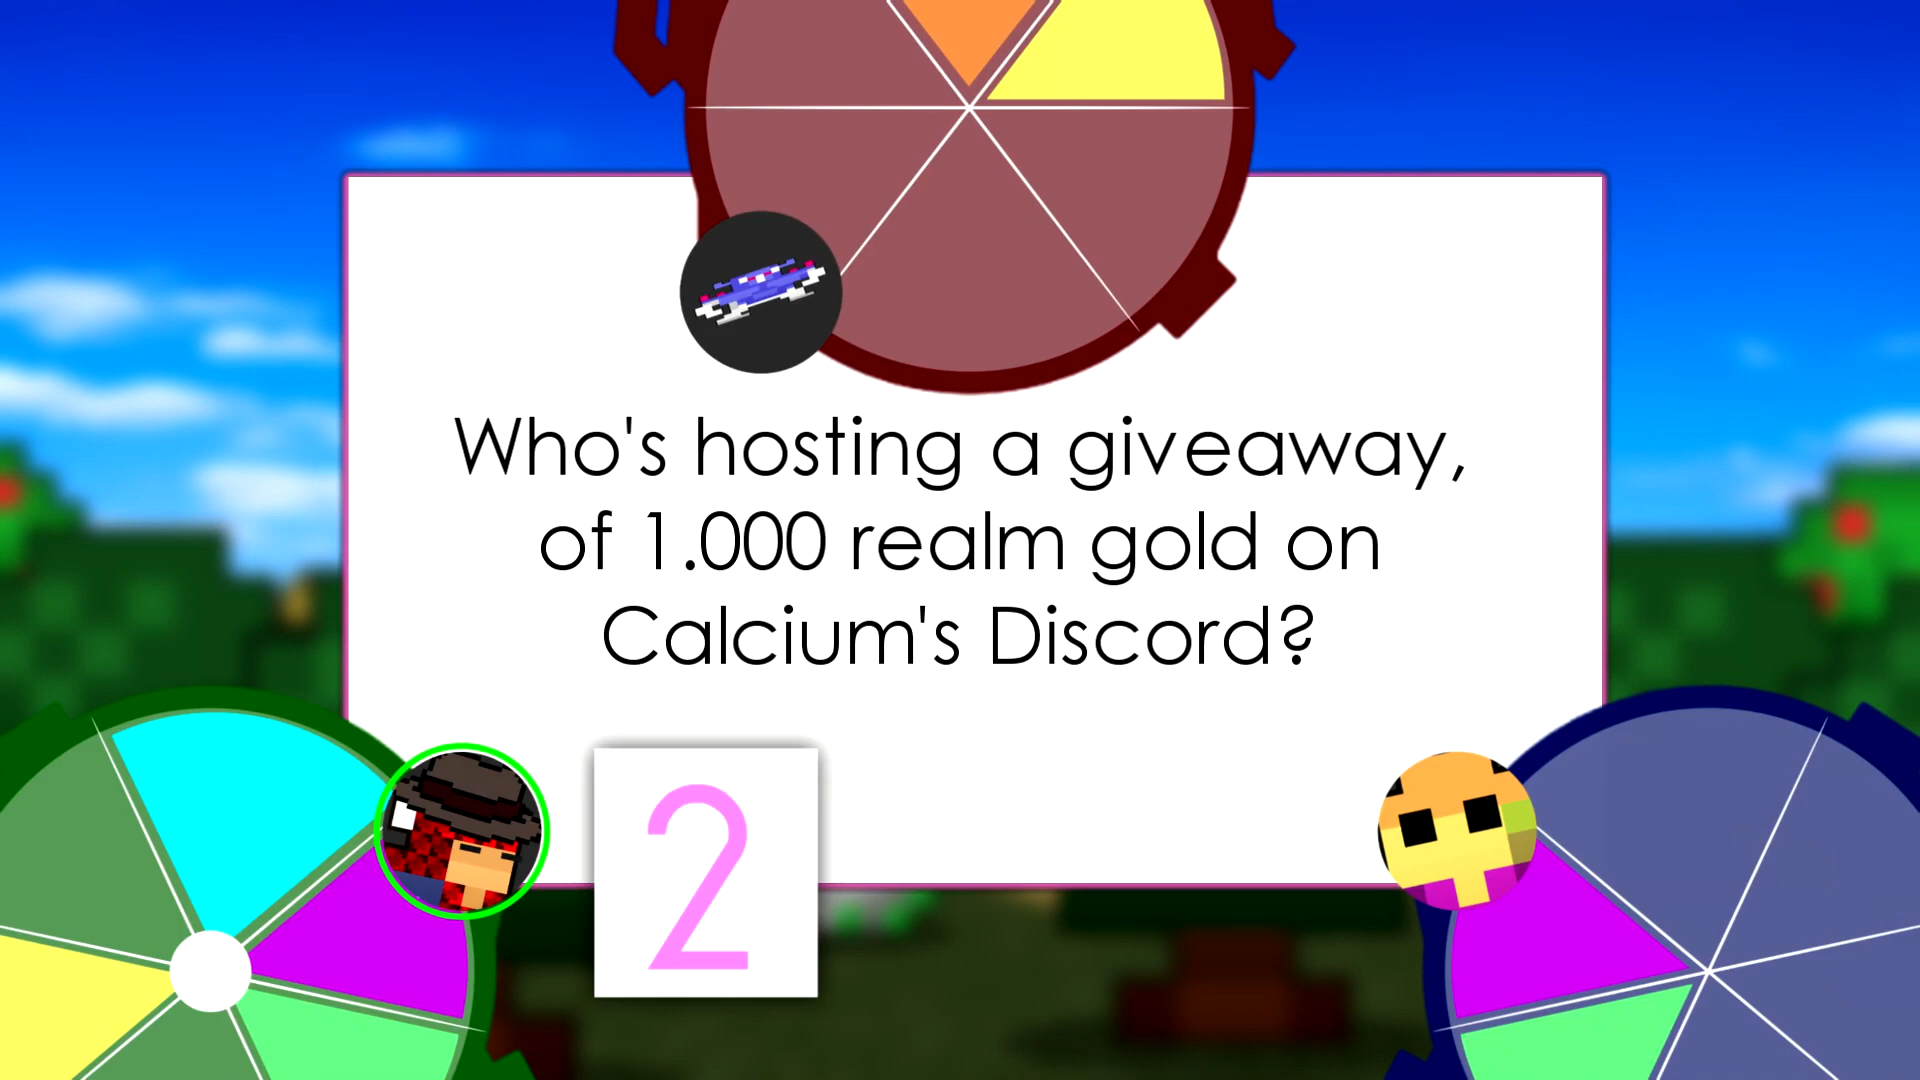 Who's hosting a giveaway,
of 1.000 realm gold on
Calcium's Discord?
2